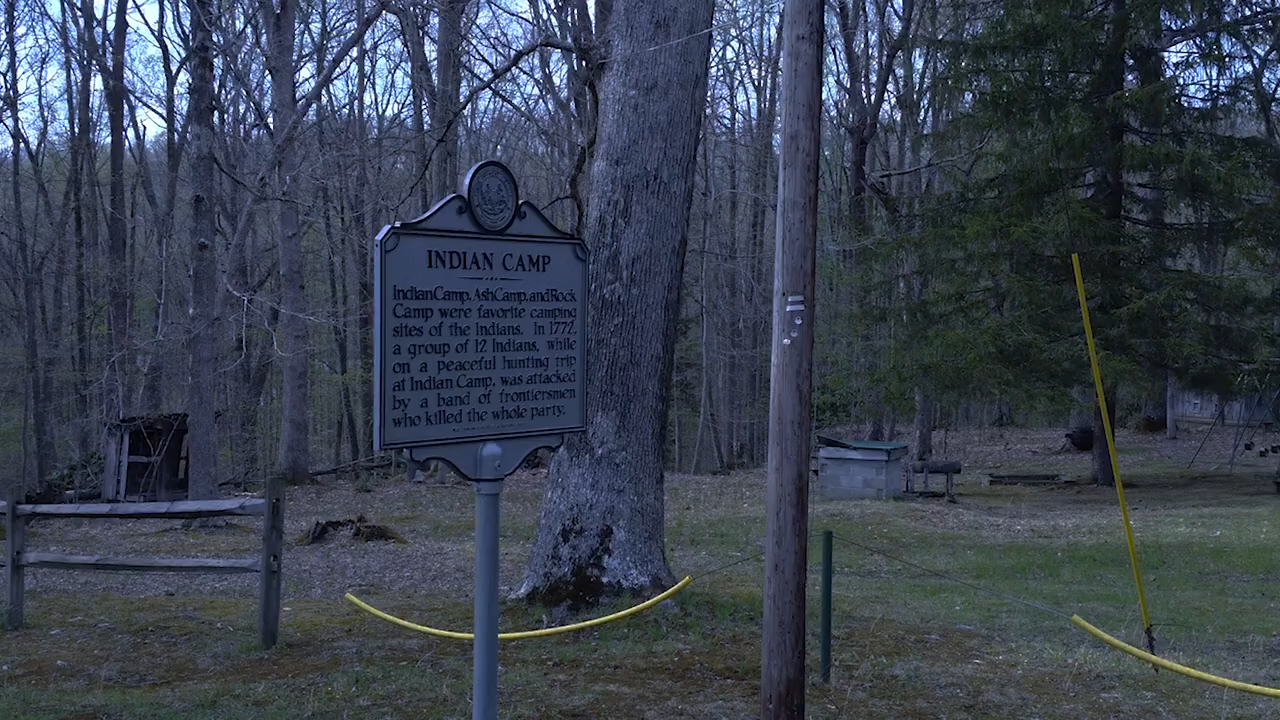 INDIAN CAMP
Indian Camp, Ash Camp, and Rock
Camp were favorite camping
sites of the Indians. In 1772,
a group of 12 Indians, while
on a peaceful hunting trip
at Indian Camp, was attacked
by a band of frontiersmen
who killed the whole party.